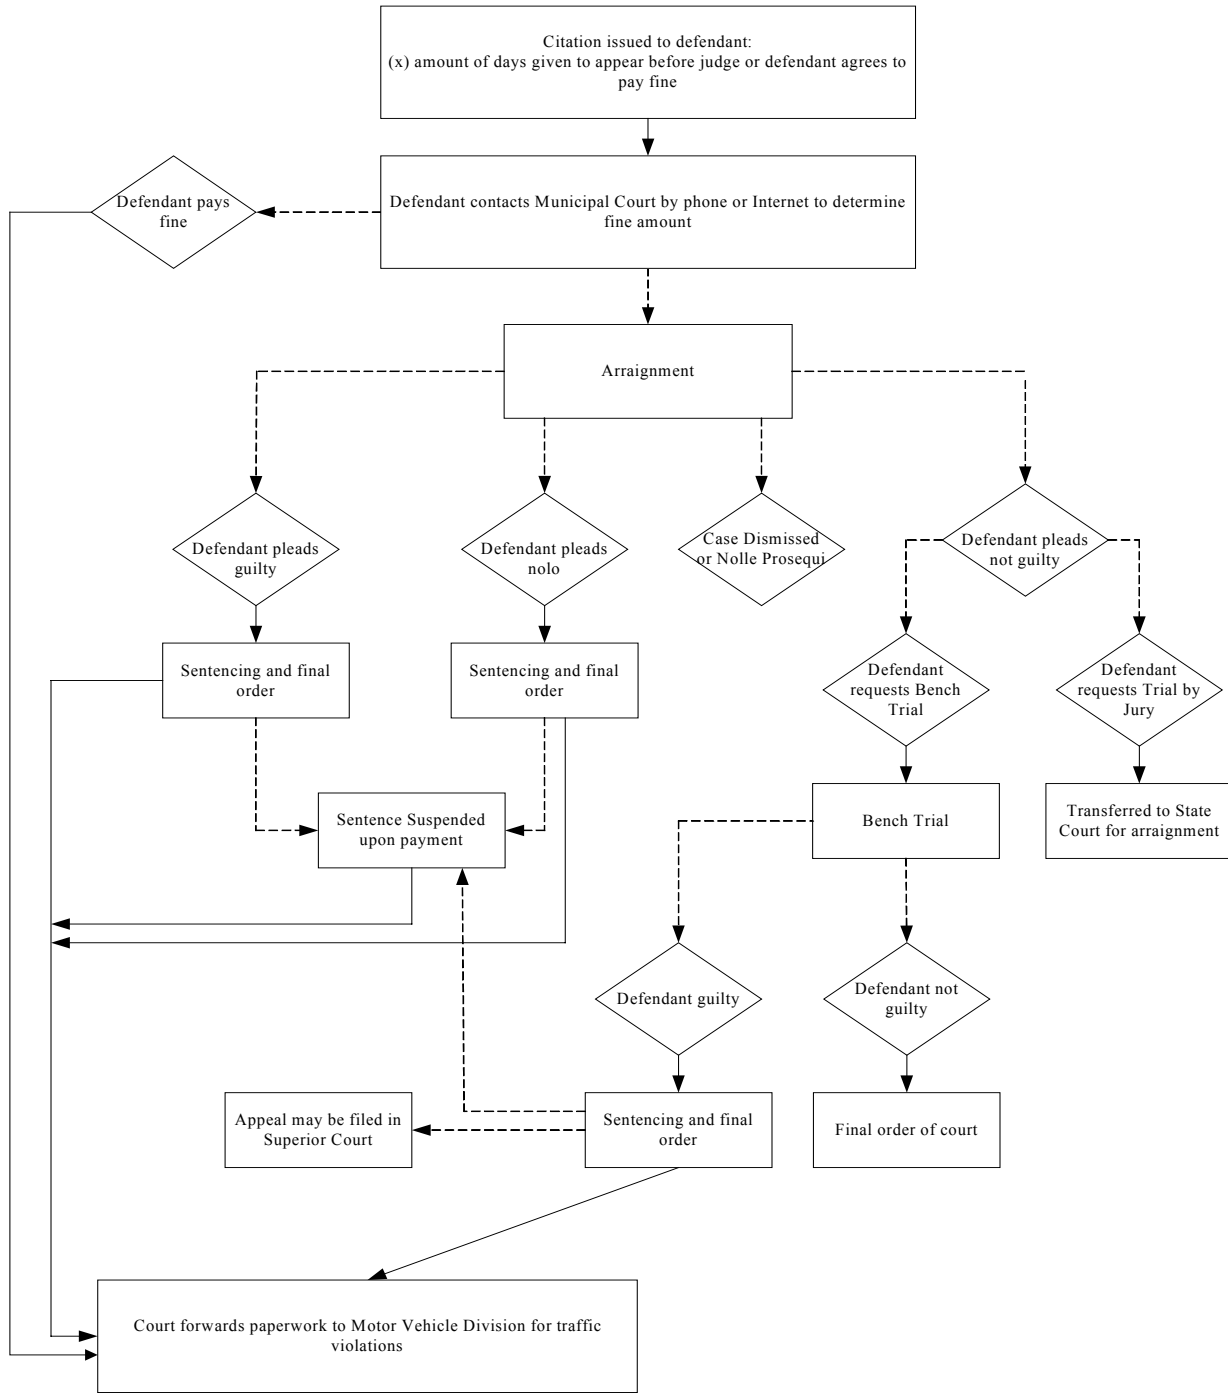 Citation issued to defendant:
(x) amount of days given to appear before judge or defendant agrees to
pay fine
Defendant pays
fine
Defendant contacts Municipal Court by phone or Internet to determine
fine amount
Arraignment
Defendant pleads
guilty
Defendant pleads
nolo
Case Dismissed
or Nolle Prosequi
Defendant pleads
not guilty
Sentencing and final
order
Sentencing and final
order
Defendant
requests Bench
Trial
Defendant
requests Trial by
Jury
Sentence Suspended
upon payment
Bench Trial
Transferred to State
Court for arraignment
Defendant guilty
Defendant not
guilty
Appeal may be filed in
Superior Court
Sentencing and final
order
Final order of court
Court forwards paperwork to Motor Vehicle Division for traffic
violations